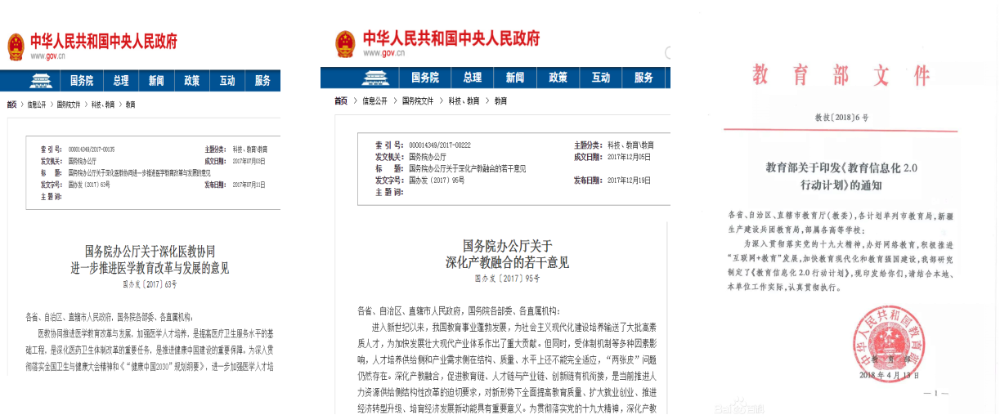 中华人民共和国中央人民政府
www.gov.cn
国务院 总理 新闻 政策 互动 服务
首页 > 信息公开 > 国务院文件 > 科技、教育 > 教育
索 引 号: 000014349/2017-00135 主题分类: 科技、教育\教育
发文机关: 国务院办公厅 成文日期: 2017年07月03日
标 题: 国务院办公厅关于深化医教协同进一步推进医学教育改革与发展的意见
发文字号: 国办发〔2017〕63号 发布日期: 2017年07月11日
主 题 词:
国务院办公厅关于深化医教协同
进一步推进医学教育改革与发展的意见
国办发〔2017〕63号
各省、自治区、直辖市人民政府，国务院各部委、各直属机构：
医教协同推进医学教育改革与发展，加强医学人才培养，是提高医疗卫生服务水平的基
础工程，是深化医药卫生体制改革的重要任务，是推进健康中国建设的重要保障。为深入贯
彻落实全国卫生与健康大会精神和《“健康中国2030”规划纲要》，进一步加强医学人才培
中华人民共和国中央人民政府
www.gov.cn
国务院 总理 新闻 政策 互动 服务
首页 > 信息公开 > 国务院文件 > 科技、教育 > 教育
索 引 号: 000014349/2017-00222 主题分类: 科技、教育\教育
发文机关: 国务院办公厅 成文日期: 2017年12月05日
标 题: 国务院办公厅关于深化产教融合的若干意见
发文字号: 国办发〔2017〕95号 发布日期: 2017年12月19日
主 题 词:
国务院办公厅关于
深化产教融合的若干意见
国办发〔2017〕95号
各省、自治区、直辖市人民政府，国务院各部委、各直属机构：
进入新世纪以来，我国教育事业蓬勃发展，为社会主义现代化建设培养输送了大批高素
质人才，为加快发展壮大现代产业体系作出了重大贡献。但同时，受体制机制等多种因素影
响，人才培养供给侧和产业需求侧在结构、质量、水平上还不能完全适应，“两张皮”问题
仍然存在。深化产教融合，促进教育链、人才链与产业链、创新链有机衔接，是当前推进人
力资源供给侧结构性改革的迫切要求，对新形势下全面提高教育质量、扩大就业创业、推进
经济转型升级、培育经济发展新动能具有重要意义。为贯彻落实党的十九大精神，深化产教
教育部文件
教技〔2018〕6号
教育部关于印发《教育信息化 2.0
行动计划》的通知
各省、自治区、直辖市教育厅(教委),各计划单列市教育局,新疆
生产建设兵团教育局,部属各高等学校:
为深入贯彻落实党的十九大精神,办好网络教育,积极推进
“互联网+教育”发展,加快教育现代化和教育强国建设,我部研究
制定了《教育信息化 2.0 行动计划》,现印发给你们,请结合本地、
本单位工作实际,认真贯彻执行。
中华人民共和国教育部
教 育 部
2018 年 4 月 13 日
— 1 —
Baidu百科